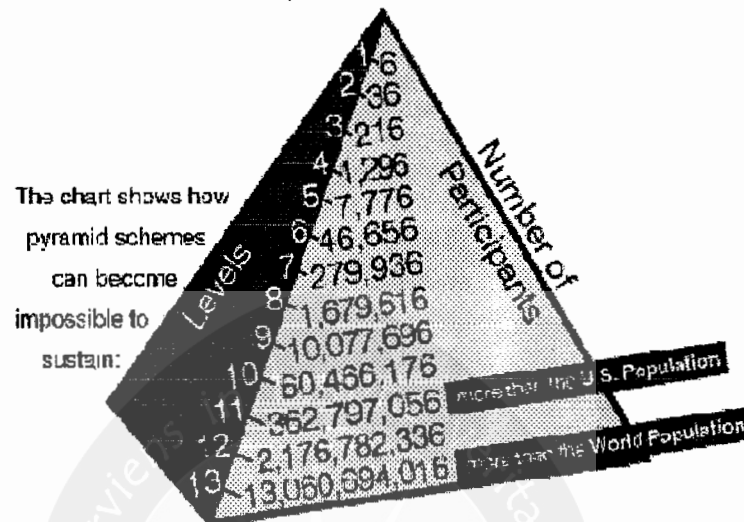 The chart shows how
pyramid schemes
can become
impossible to
sustain:
Levels
Number of
Participants
1 6
2 36
3 216
4 1,296
5 7,776
6 46,656
7 279,936
8 1,679,616
9 10,077,696
10 60,466,176
11 362,797,056
more than the U.S. Population
12 2,176,782,336
13 13,060,694,016
more than the World Population